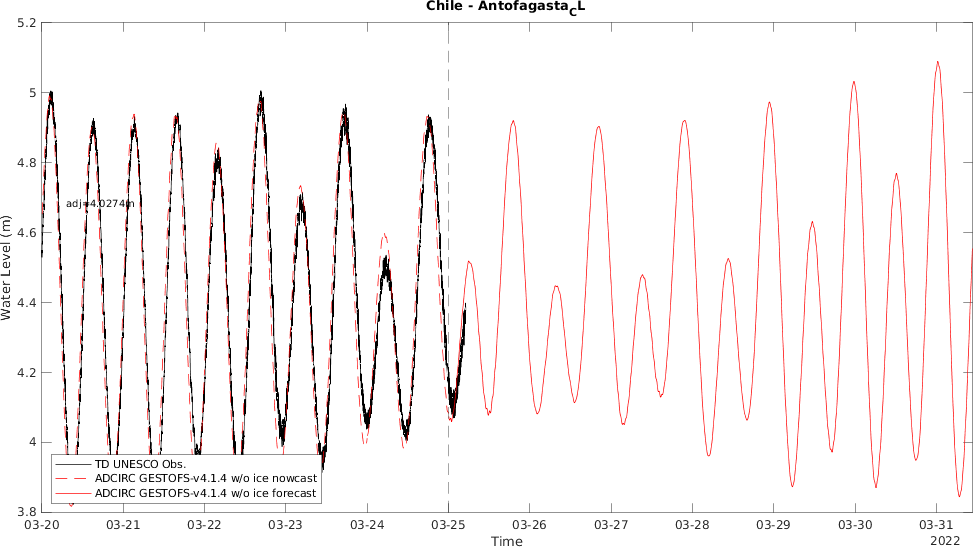 Chile - Antofagasta_CL
5.2
5
4.8
4.6
4.4
4.2
4
3.8
Water Level (m)
adj=4.0274m
TD UNESCO Obs.
ADCIRC GESTOFS-v4.1.4 w/o ice nowcast
ADCIRC GESTOFS-v4.1.4 w/o ice forecast
03-20 03-21 03-22 03-23 03-24 03-25 03-26 03-27 03-28 03-29 03-30 03-31
Time
2022